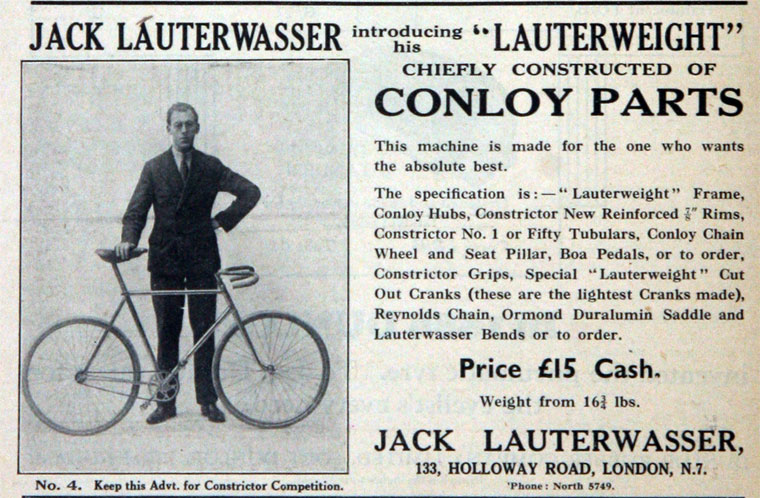 JACK LAUTERWASSER introducing his "LAUTERWEIGHT"
CHIEFLY CONSTRUCTED OF
CONLOY PARTS
This machine is made for the one who wants
the absolute best.
The specification is:—"Lauterweight" Frame,
Conloy Hubs, Constrictor New Reinforced ⅞" Rims,
Constrictor No. 1 or Fifty Tubulars, Conloy Chain
Wheel and Seat Pillar, Boa Pedals, or to order,
Constrictor Grips, Special "Lauterweight" Cut
Out Cranks (these are the lightest Cranks made),
Reynolds Chain, Ormond Duralumin Saddle and
Lauterwasser Bends or to order.
Price £15 Cash.
Weight from 16¾ lbs.
JACK LAUTERWASSER,
133, HOLLOWAY ROAD, LONDON, N.7.
'Phone: North 5749.
No. 4. Keep this Advt. for Constrictor Competition.